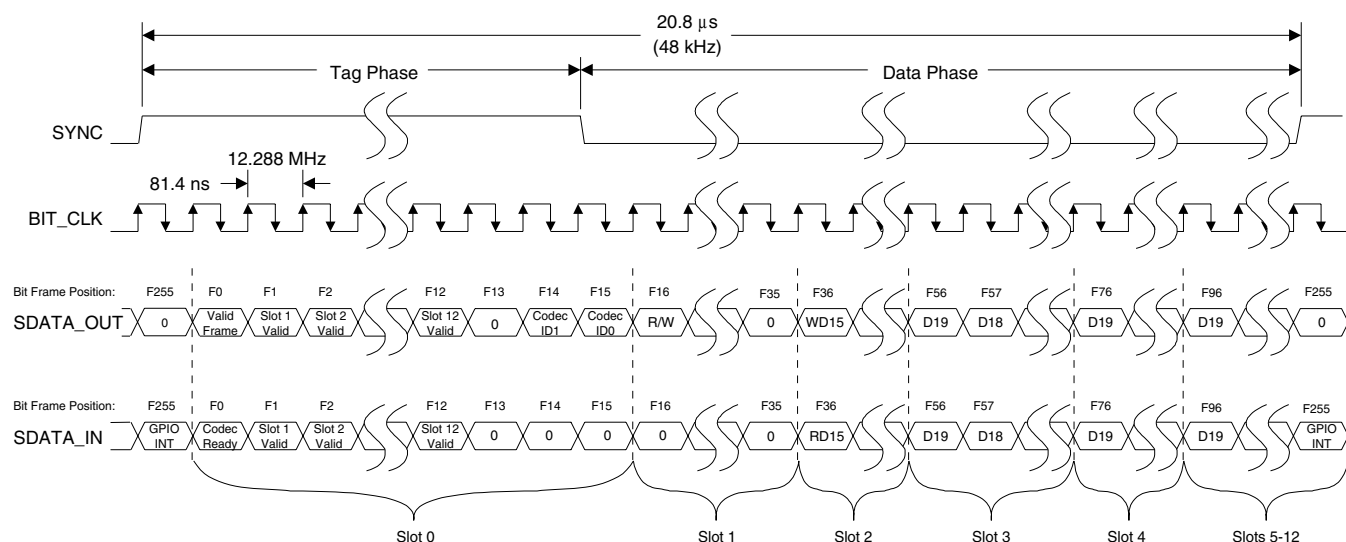 20.8 µs
(48 kHz)
Tag Phase
Data Phase
SYNC
12.288 MHz
81.4 ns
BIT_CLK
Bit Frame Position: F255 F0 F1 F2 F12 F13 F14 F15 F16 F35 F36 F56 F57 F76 F96 F255
SDATA_OUT 0 Valid Frame Slot 1 Valid Slot 2 Valid Slot 12 Valid 0 Codec ID1 Codec ID0 R/W 0 WD15 D19 D18 D19 D19 0
Bit Frame Position: F255 F0 F1 F2 F12 F13 F14 F15 F16 F35 F36 F56 F57 F76 F96 F255
SDATA_IN GPIO INT Codec Ready Slot 1 Valid Slot 2 Valid Slot 12 Valid 0 0 0 0 0 RD15 D19 D18 D19 D19 GPIO INT
Slot 0 Slot 1 Slot 2 Slot 3 Slot 4 Slots 5-12